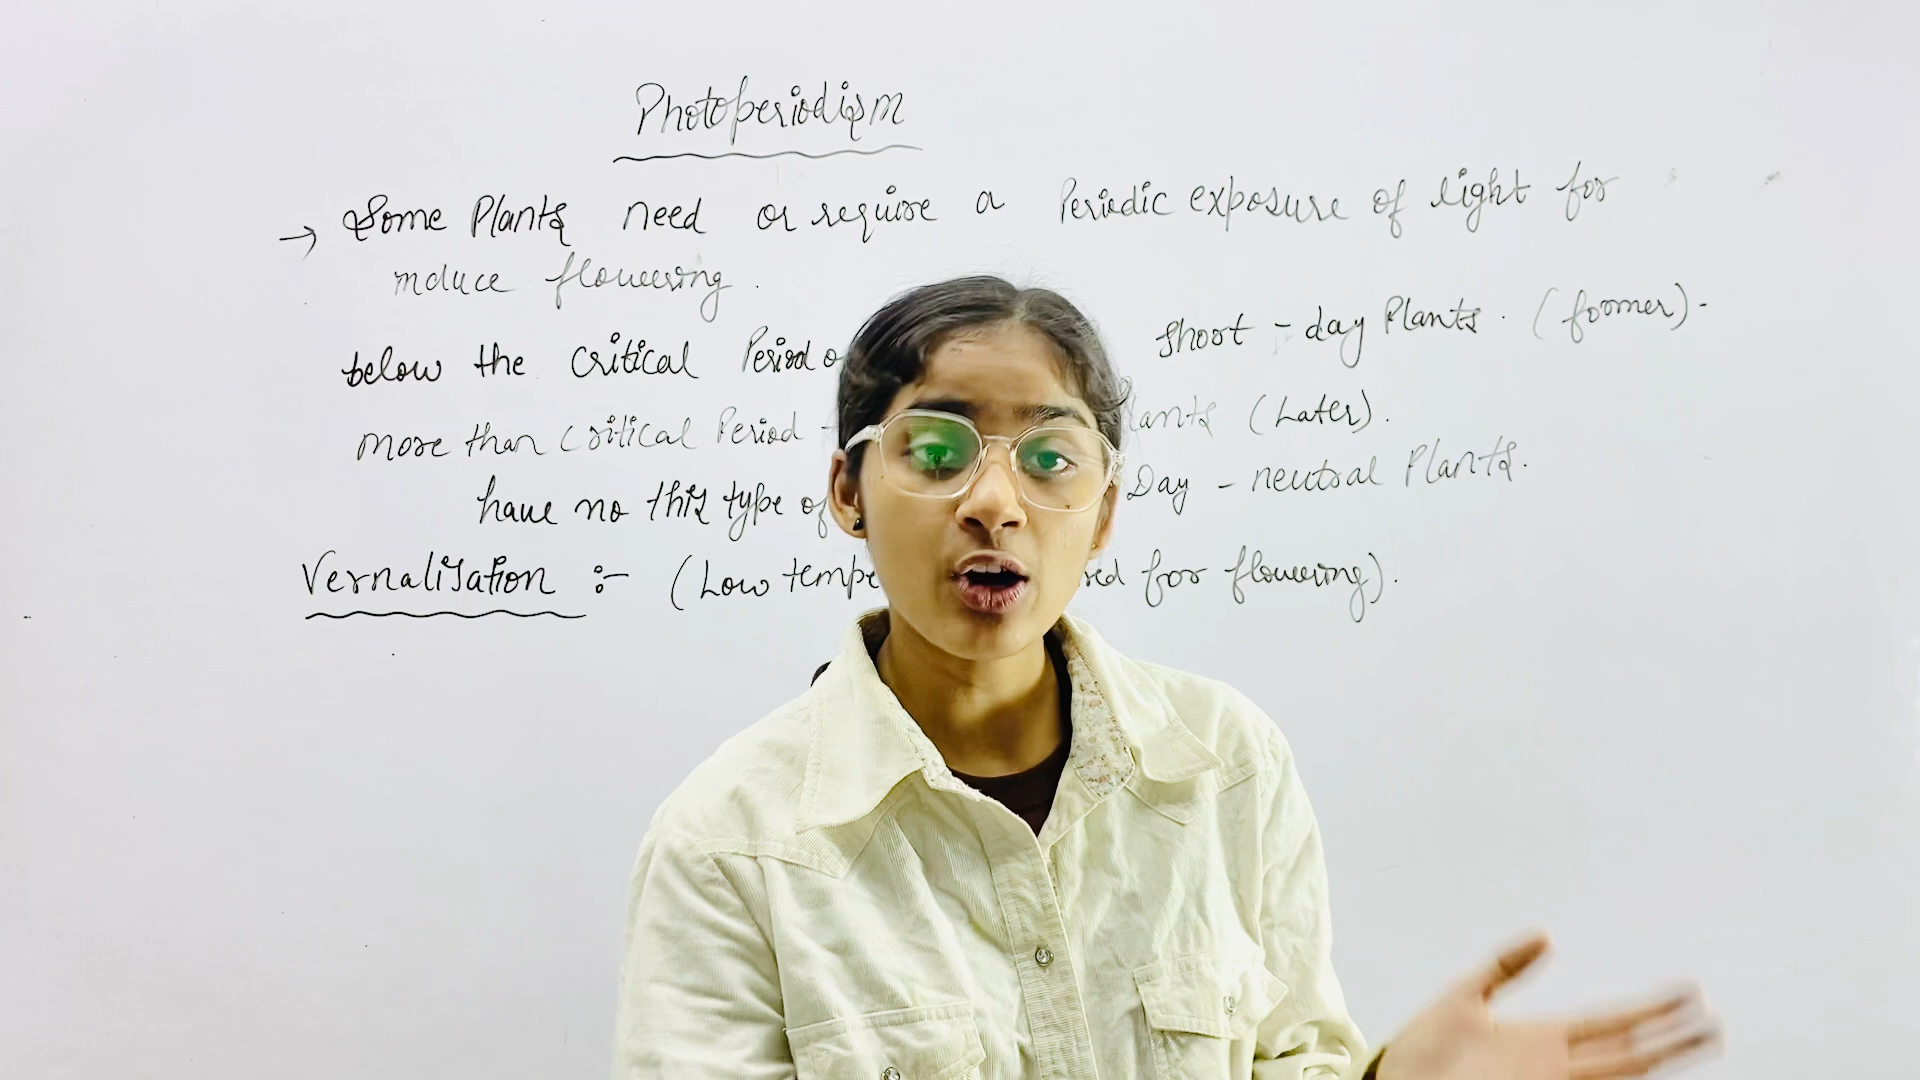 Photoperiodism
→ Some Plants need or require a Periodic exposure of light for
induce flowering.
below the critical Period short - day Plants. (former).
more than critical Period - (Later).
have no this type of Day - neutral Plants.
Vernalisation :- (Low for flowering).